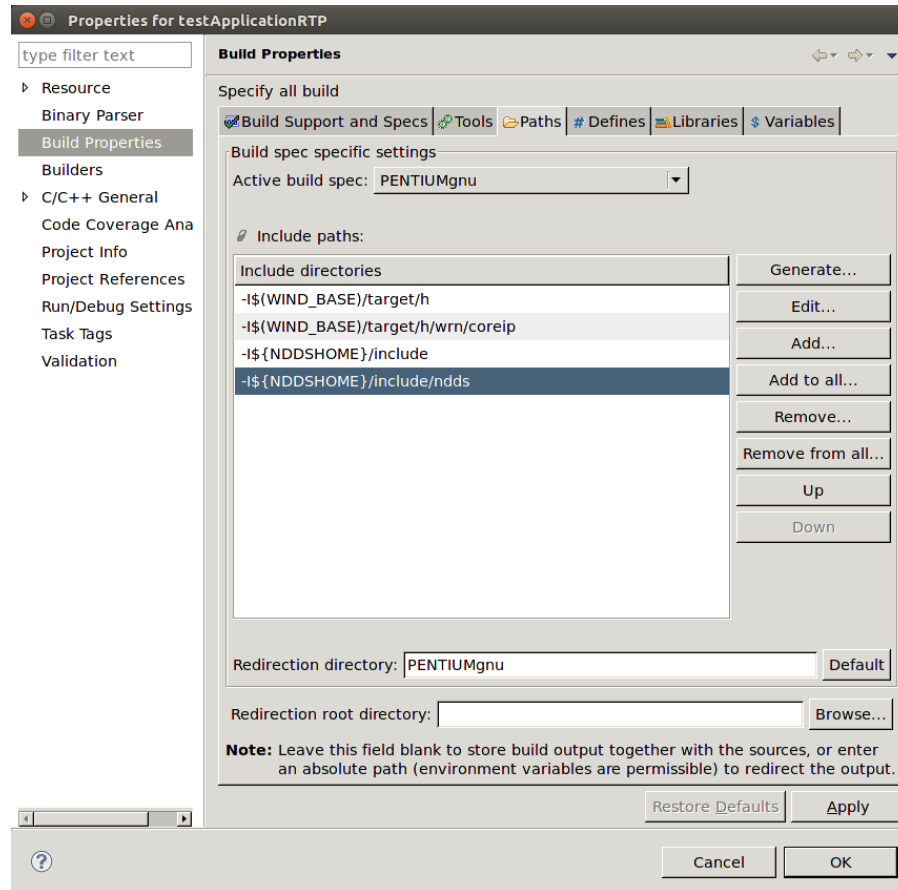 Properties for testApplicationRTP
type filter text
Resource
Binary Parser
Build Properties
Builders
C/C++ General
Code Coverage Ana
Project Info
Project References
Run/Debug Settings
Task Tags
Validation
Build Properties
Specify all build
Build Support and Specs Tools Paths # Defines Libraries $ Variables
Build spec specific settings
Active build spec: PENTIUMgnu
Include paths:
Include directories
-I$(WIND_BASE)/target/h
-I$(WIND_BASE)/target/h/wrn/coreip
-I${NDDSHOME}/include
-I${NDDSHOME}/include/ndds
Generate...
Edit...
Add...
Add to all...
Remove...
Remove from all...
Up
Down
Redirection directory: PENTIUMgnu Default
Redirection root directory: Browse...
Note: Leave this field blank to store build output together with the sources, or enter
an absolute path (environment variables are permissible) to redirect the output.
Restore Defaults Apply
? Cancel OK